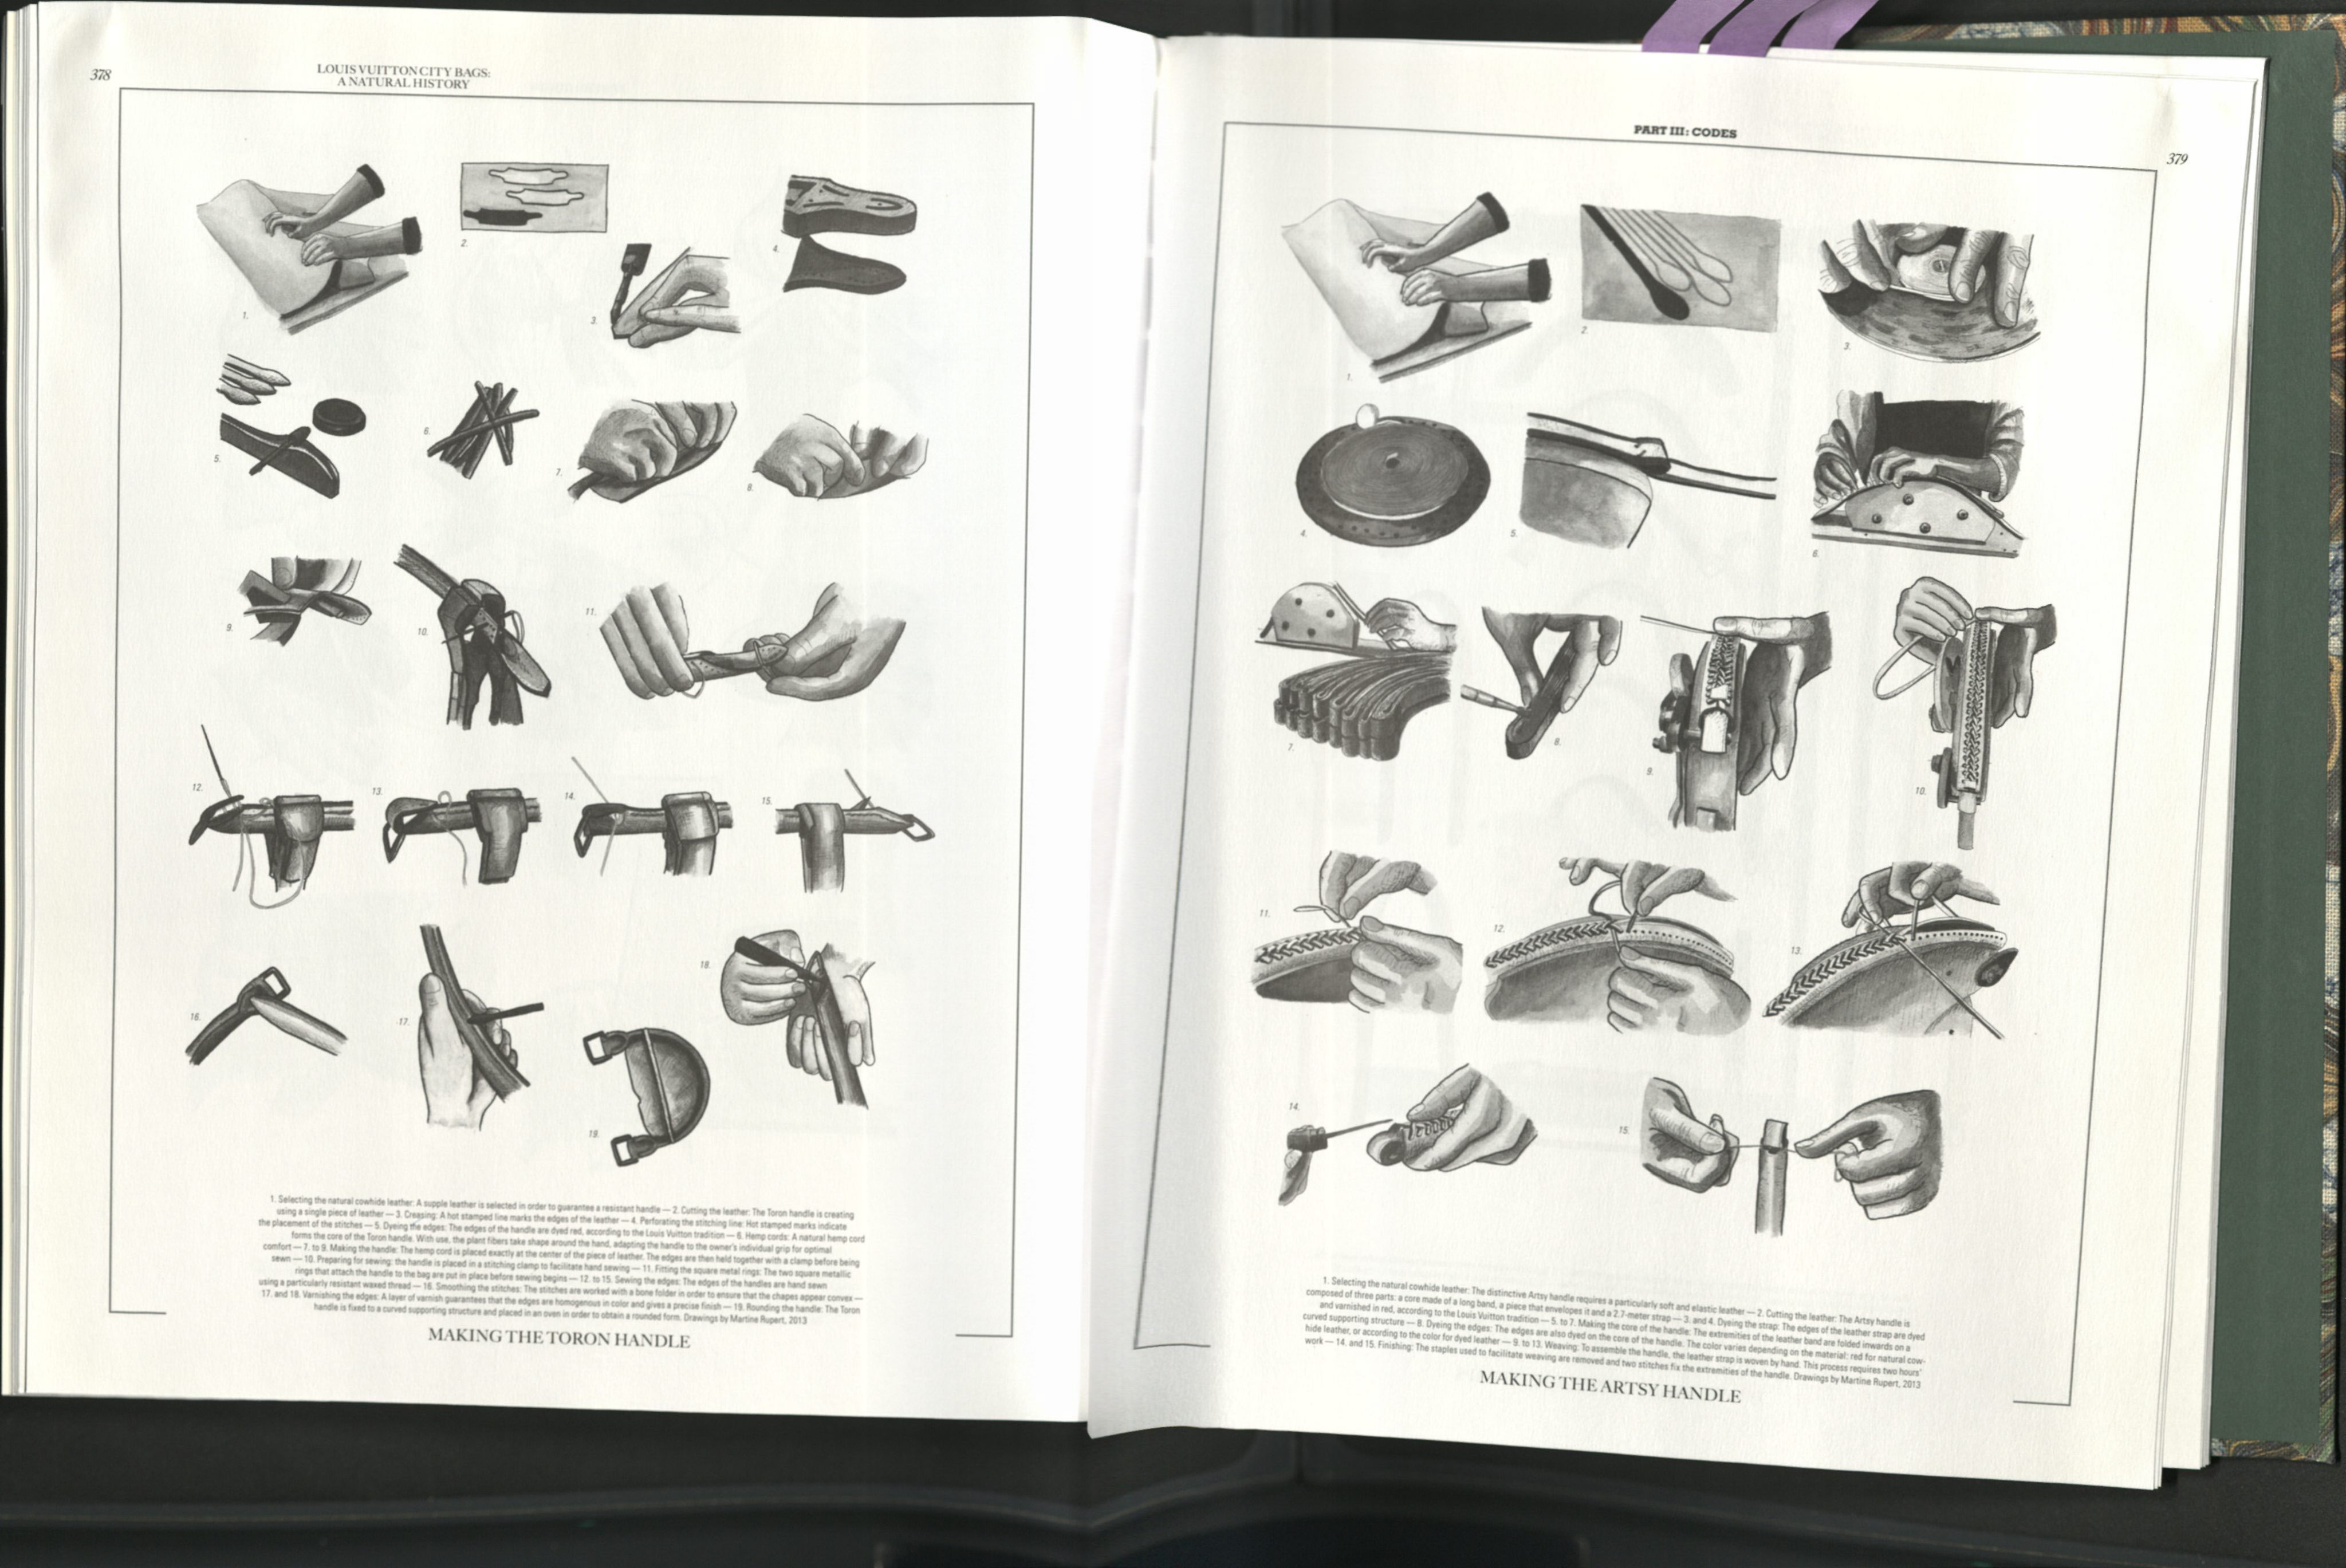 378
LOUIS VUITTON CITY BAGS:
A NATURAL HISTORY
1.
2.
3.
4.
5.
6.
7.
8.
9.
10.
11.
12.
13.
14.
15.
16.
17.
18.
19.
1. Selecting the natural cowhide leather: A supple leather is selected in order to guarantee a resistant handle — 2. Cutting the leather: The Toron handle is creating
using a single piece of leather — 3. Creasing: A hot stamped line marks the edges of the leather — 4. Perforating the stitching line: Hot stamped marks indicate
the placement of the stitches — 5. Dyeing the edges: The edges of the handle are dyed red, according to the Louis Vuitton tradition — 6. Hemp cords: A natural hemp cord
forms the core of the Toron handle. With use, the plant fibers take shape around the hand, adapting the handle to the owner's individual grip for optimal
comfort — 7. to 9. Making the handle: The hemp cord is placed exactly at the center of the piece of leather. The edges are then held together with a clamp before being
sewn — 10. Preparing for sewing: the handle is placed in a stitching clamp to facilitate hand sewing — 11. Fitting the square metal rings: The two square metallic
rings that attach the handle to the bag are put in place before sewing begins — 12. to 15. Sewing the edges: The edges of the handles are hand sewn
using a particularly resistant waxed thread — 16. Smoothing the stitches: The stitches are worked with a bone folder in order to ensure that the chapes appear convex —
17. and 18. Varnishing the edges: A layer of varnish guarantees that the edges are homogenous in color and gives a precise finish — 19. Rounding the handle: The Toron
handle is fixed to a curved supporting structure and placed in an oven in order to obtain a rounded form. Drawings by Martine Rupert, 2013
MAKING THE TORON HANDLE
PART III: CODES
379
1.
2.
3.
4.
5.
6.
7.
8.
9.
10.
11.
12.
13.
14.
15.
1. Selecting the natural cowhide leather: The distinctive Artsy handle requires a particularly soft and elastic leather — 2. Cutting the leather: The Artsy handle is
composed of three parts: a core made of a long band, a piece that envelopes it and a 2.7-meter strap — 3. and 4. Dyeing the strap: The edges of the leather strap are dyed
and varnished in red, according to the Louis Vuitton tradition — 5. to 7. Making the core of the handle: The extremities of the leather band are folded inwards on a
curved supporting structure — 8. Dyeing the edges: The edges are also dyed on the core of the handle. The color varies depending on the material: red for natural cow-
hide leather, or according to the color for dyed leather — 9. to 13. Weaving: To assemble the handle, the leather strap is woven by hand. This process requires two hours'
work — 14. and 15. Finishing: The staples used to facilitate weaving are removed and two stitches fix the extremities of the handle. Drawings by Martine Rupert, 2013
MAKING THE ARTSY HANDLE